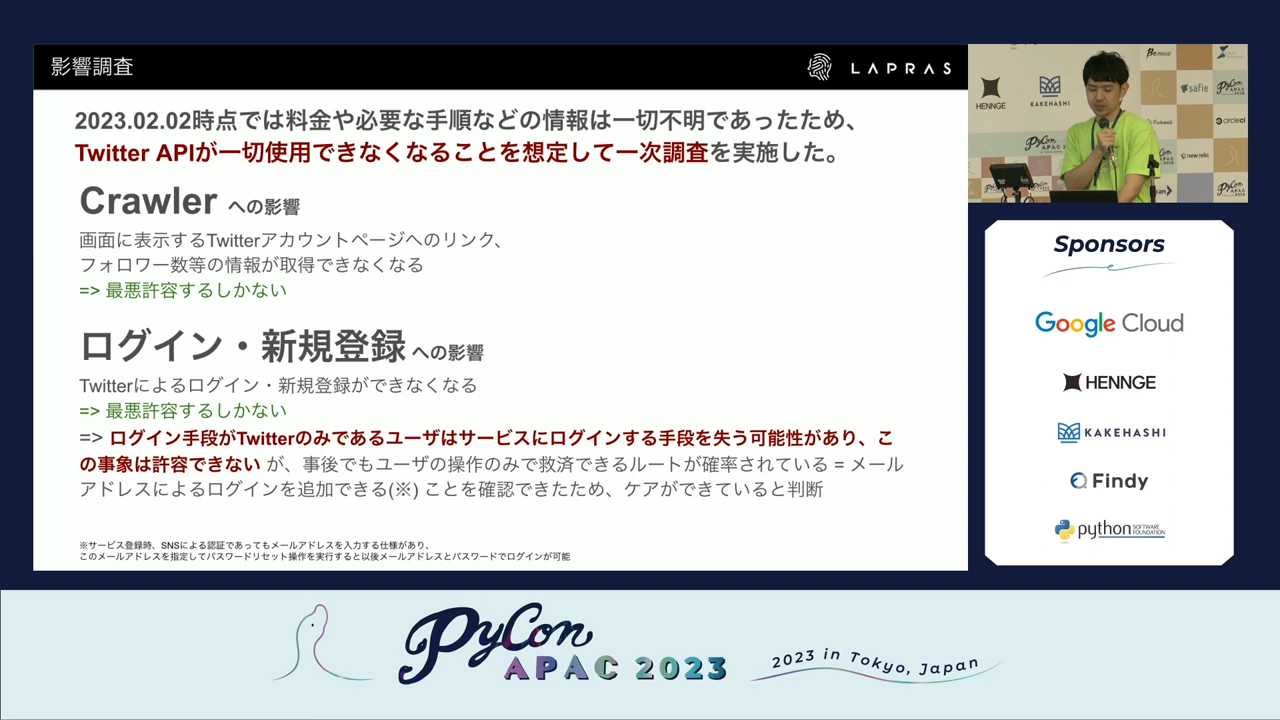 影響調査
LAPRAS
2023.02.02時点では料金や必要な手順などの情報は一切不明であったため、
Twitter APIが一切使用できなくなることを想定して一次調査を実施した。
Crawler への影響
画面に表示するTwitterアカウントページへのリンク、
フォロワー数等の情報が取得できなくなる
=> 最悪許容するしかない
ログイン・新規登録 への影響
Twitterによるログイン・新規登録ができなくなる
=> 最悪許容するしかない
=> ログイン手段がTwitterのみであるユーザはサービスにログインする手段を失う可能性があり、こ
の事象は許容できない が、事後でもユーザの操作のみで救済できるルートが確率されている = メール
アドレスによるログインを追加できる(※) ことを確認できたため、ケアができていると判断
※サービス登録時、SNSによる認証であってもメールアドレスを入力する仕様があり、
このメールアドレスを指定してパスワードリセット操作を実行すると以後メールアドレスとパスワードでログインが可能
HENNGE
KAKEHASHI
safie
circleci
new relic
PyCon
APAC
Sponsors
Google Cloud
HENNGE
KAKEHASHI
Findy
python SOFTWARE FOUNDATION
PyCon
APAC 2023
2023 in Tokyo, Japan